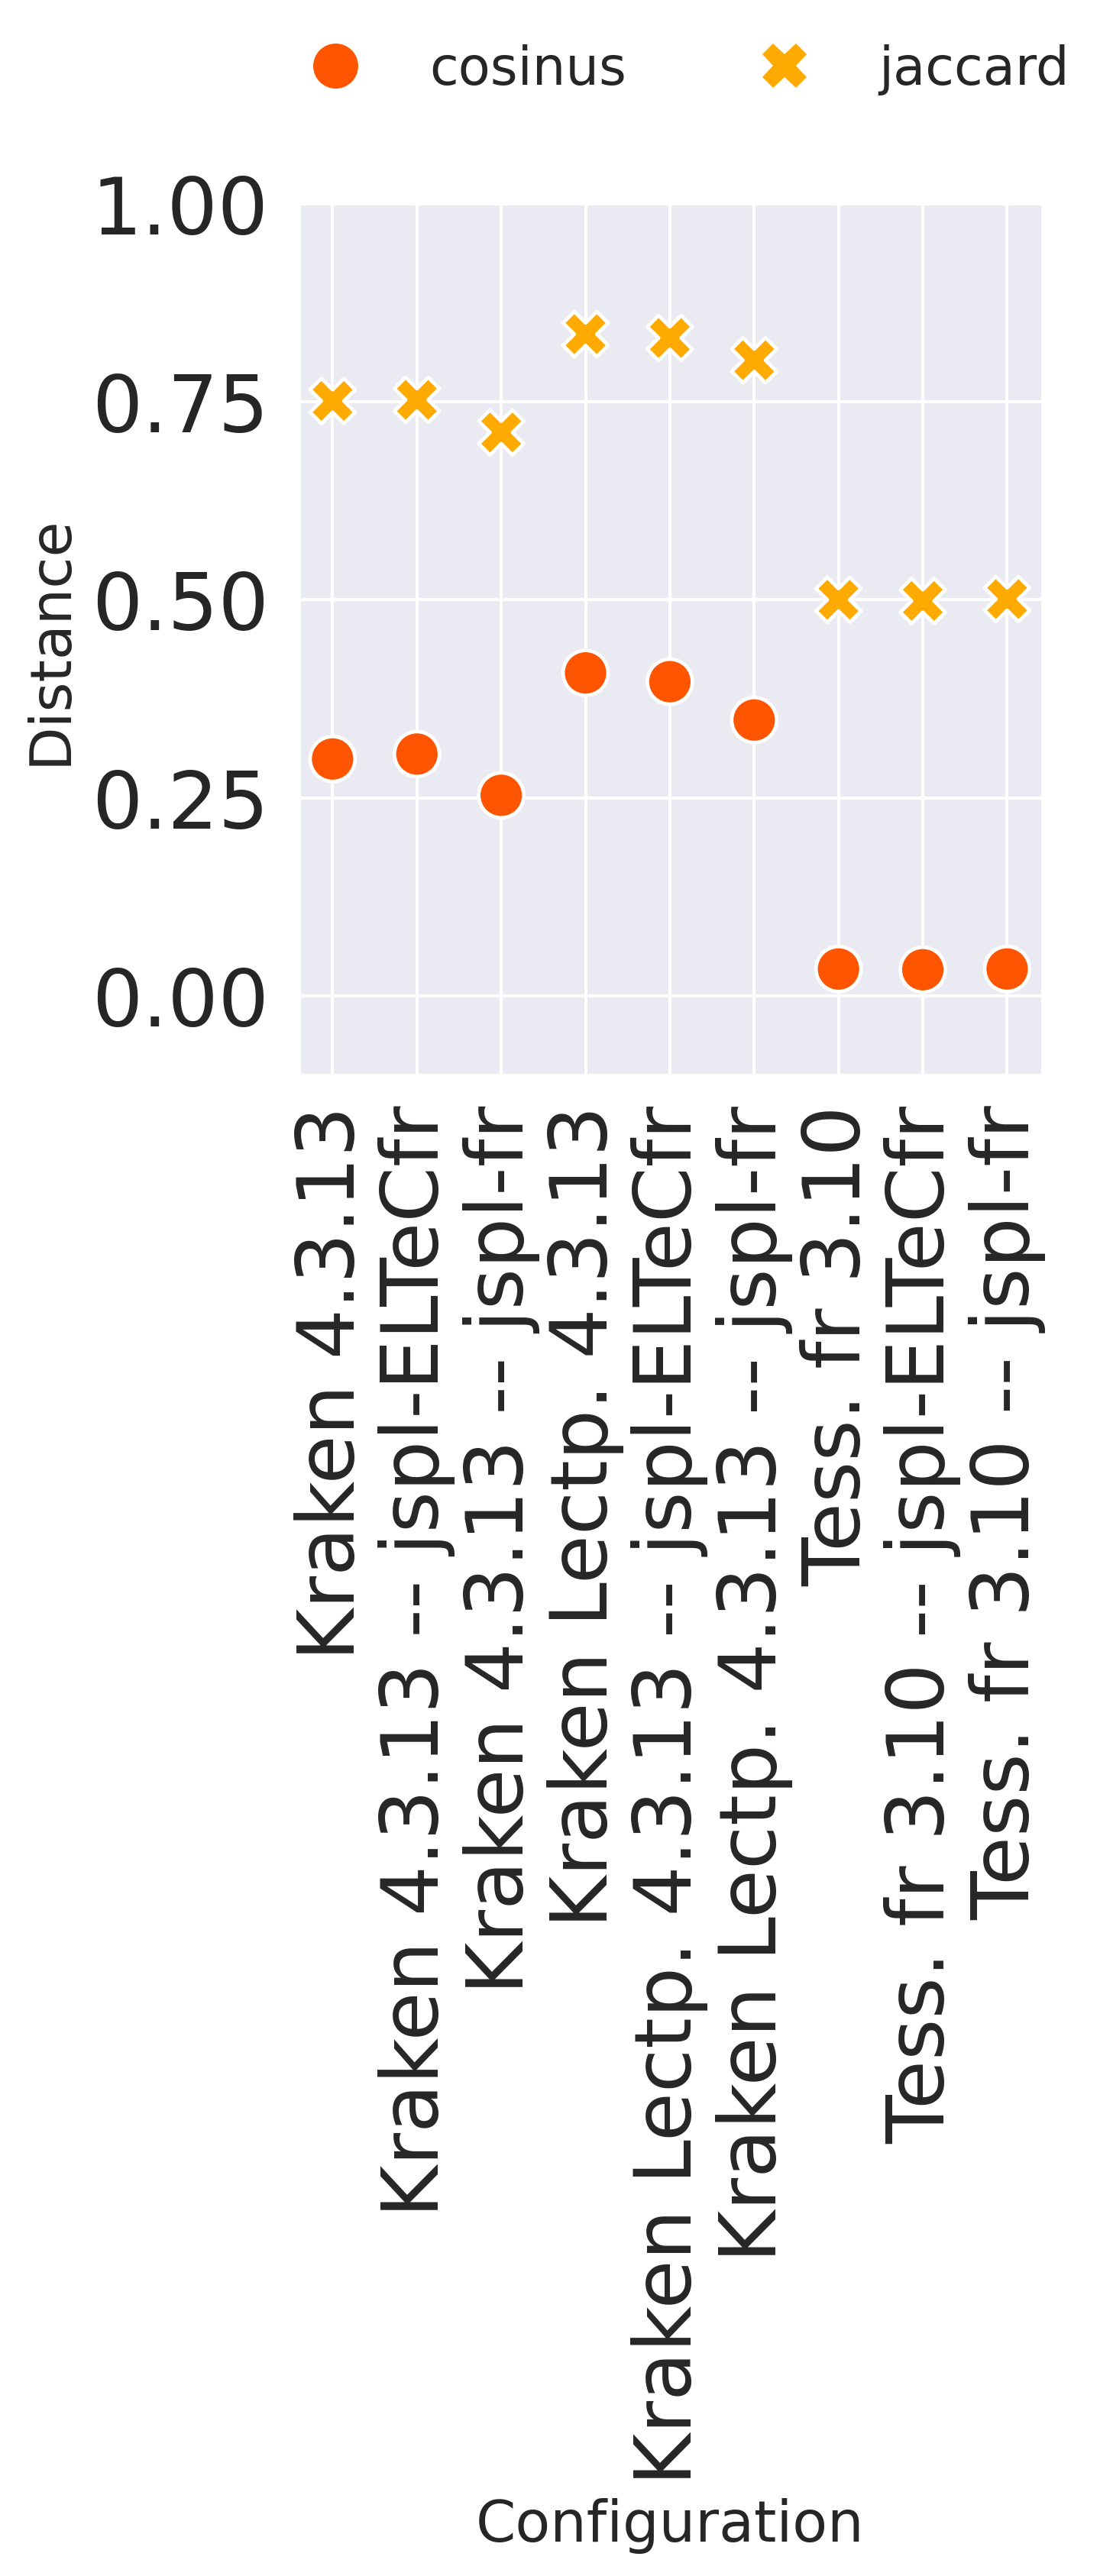 cosinus
jaccard
1.00
0.75
0.50
0.25
0.00
Distance
Kraken 4.3.13
Kraken 4.3.13 -- jspl-ELTeCfr
Kraken 4.3.13 -- jspl-fr
Kraken Lectp. 4.3.13
Kraken Lectp. 4.3.13 -- jspl-ELTeCfr
Kraken Lectp. 4.3.13 -- jspl-fr
Tess. fr 3.10
Tess. fr 3.10 -- jspl-ELTeCfr
Tess. fr 3.10 -- jspl-fr
Configuration